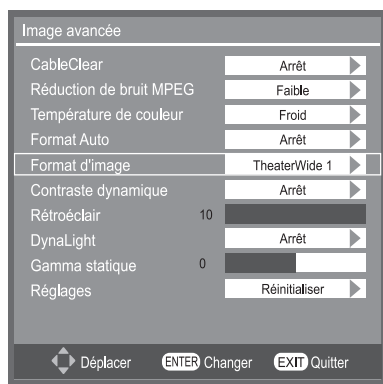 Image avancée
CableClear Arrêt
Réduction de bruit MPEG Faible
Température de couleur Froid
Format Auto Arrêt
Format d'image TheaterWide 1
Contraste dynamique Arrêt
Rétroéclair 10
DynaLight Arrêt
Gamma statique 0
Réglages Réinitialiser
Déplacer ENTER Changer EXIT Quitter